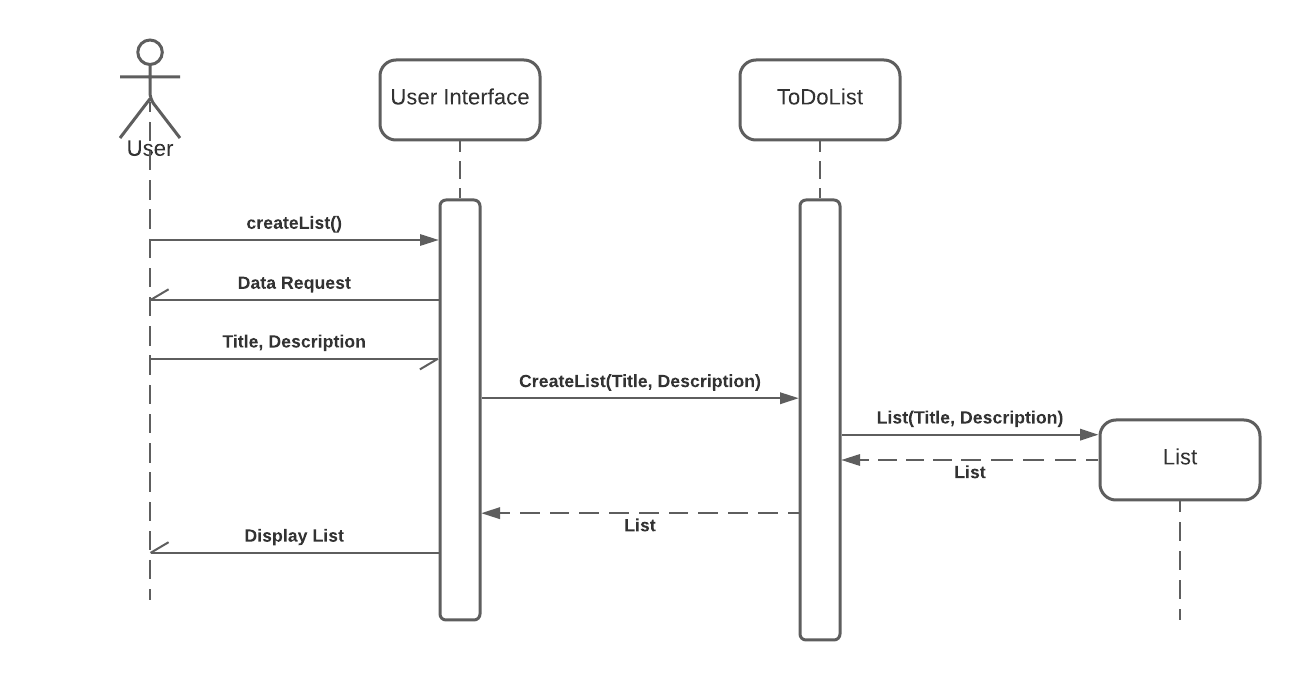 User Interface
ToDoList
User
createList()
Data Request
Title, Description
CreateList(Title, Description)
List(Title, Description)
List
List
List
Display List